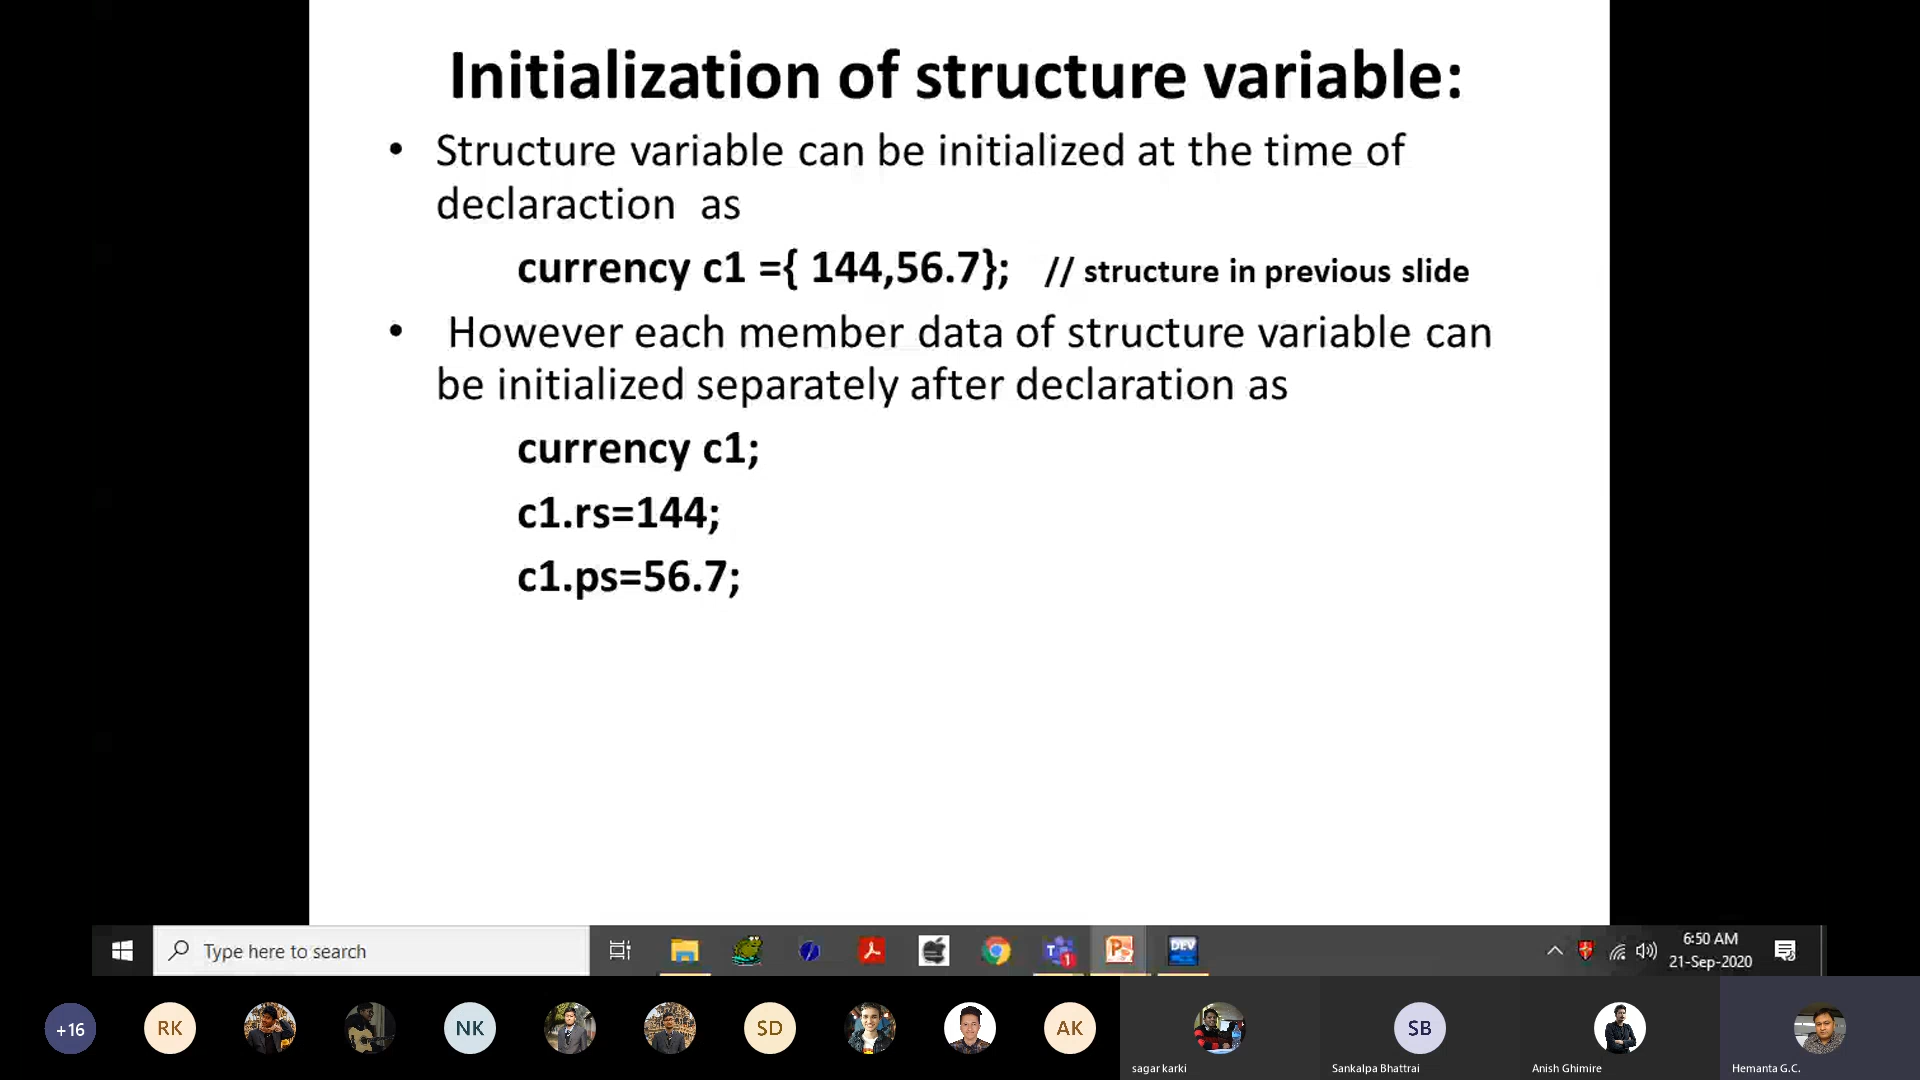 Initialization of structure variable:
• Structure variable can be initialized at the time of
declaraction as
currency c1 ={ 144,56.7}; // structure in previous slide
• However each member data of structure variable can
be initialized separately after declaration as
currency c1;
c1.rs=144;
c1.ps=56.7;
Type here to search
DEV
6:50 AM
21-Sep-2020
+16
RK
NK
SD
AK
SB
sagar karki
Sankalpa Bhattrai
Anish Ghimire
Hemanta G.C.